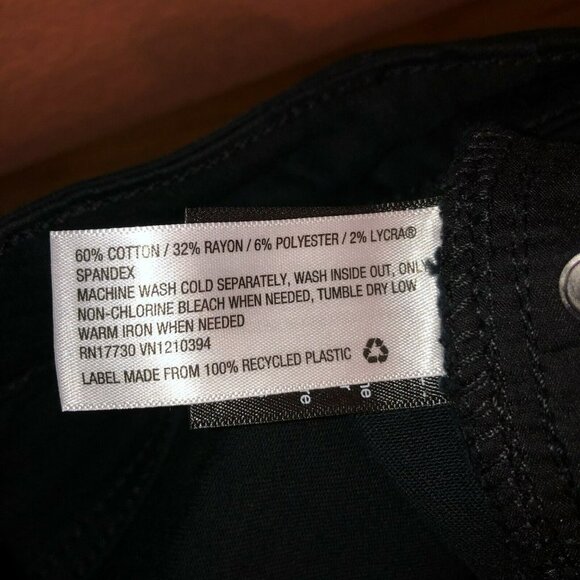 60% COTTON / 32% RAYON / 6% POLYESTER / 2% LYCRA®
SPANDEX
MACHINE WASH COLD SEPARATELY, WASH INSIDE OUT, ONL
NON-CHLORINE BLEACH WHEN NEEDED, TUMBLE DRY LOW
WARM IRON WHEN NEEDED
RN17730 VN1210394
LABEL MADE FROM 100% RECYCLED PLASTIC